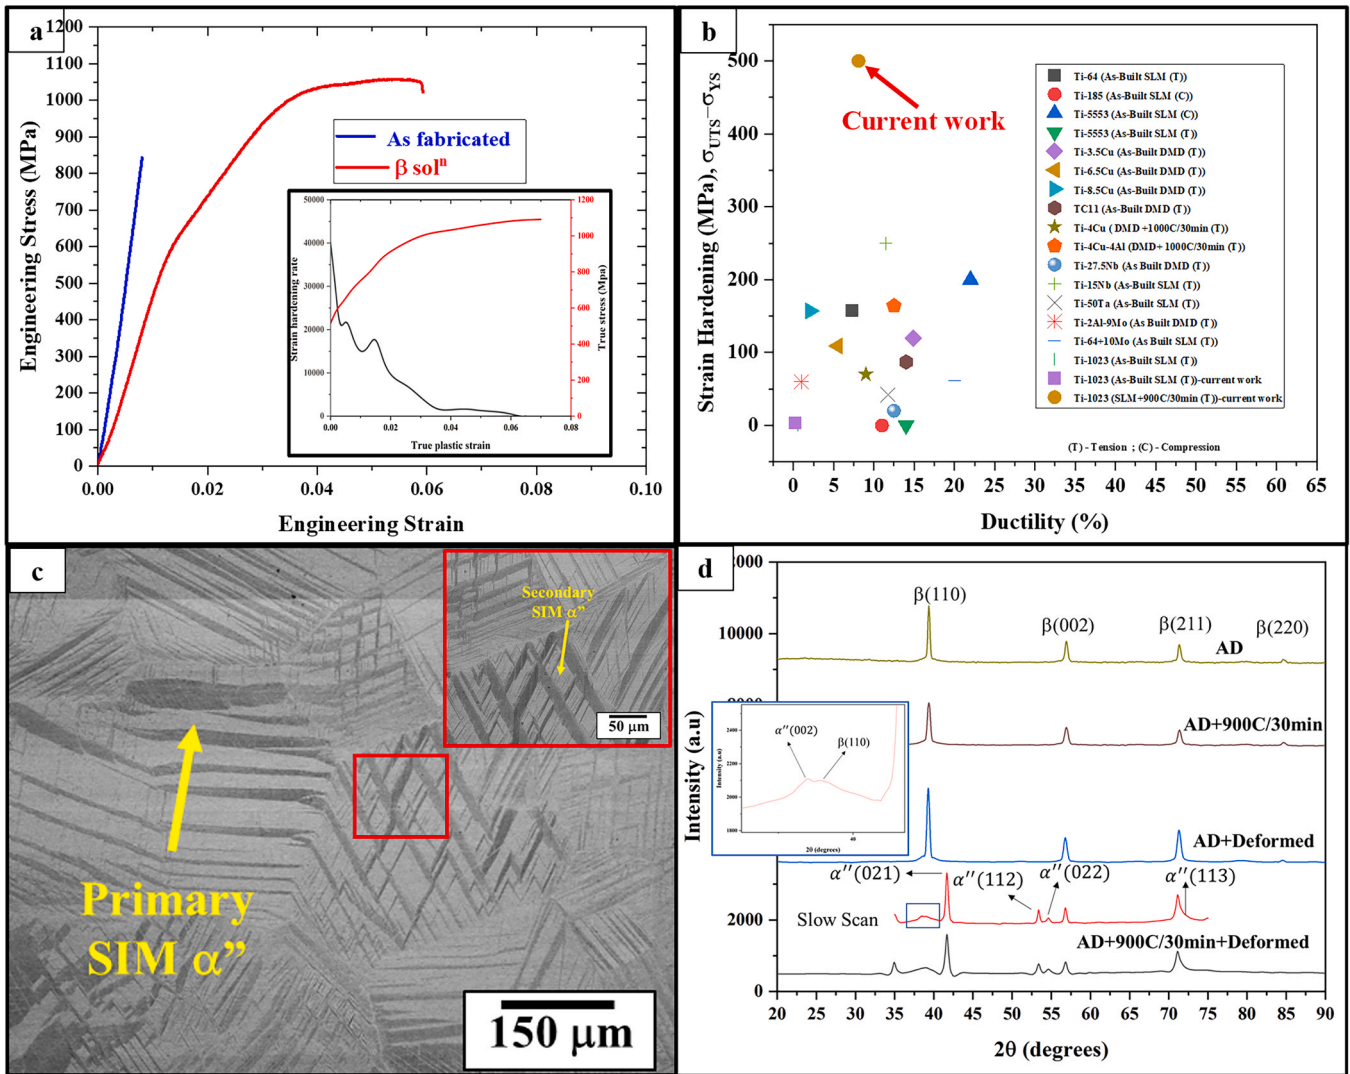 a
1200
1100
1000
900
800
700
600
500
400
300
200
100
0
Engineering Stress (MPa)
0.00
0.02
0.04
0.06
0.08
0.10
Engineering Strain
As fabricated
β solⁿ
50000
40000
30000
20000
10000
0
Strain hardening rate
1200
1000
800
600
400
200
0
True stress (Mpa)
0.00
0.02
0.04
0.06
0.08
True plastic strain
b
500
400
300
200
100
0
Strain Hardening (MPa), σUTS−σYS
0
5
10
15
20
25
30
35
40
45
50
55
60
65
Ductility (%)
Current work
Ti-64 (As-Built SLM (T))
Ti-185 (As-Built SLM (C))
Ti-5553 (As-Built SLM (C))
Ti-5553 (As-Built SLM (T))
Ti-3.5Cu (As-Built DMD (T))
Ti-6.5Cu (As-Built DMD (T))
Ti-8.5Cu (As-Built DMD (T))
TC11 (As-Built DMD (T))
Ti-4Cu ( DMD +1000C/30min (T))
Ti-4Cu-4Al (DMD+ 1000C/30min (T))
Ti-27.5Nb (As Built DMD (T))
Ti-15Nb (As-Built SLM (T))
Ti-50Ta (As-Built SLM (T))
Ti-2Al-9Mo (As Built DMD (T))
Ti-64+10Mo (As Built SLM (T))
Ti-1023 (As-Built SLM (T))
Ti-1023 (As-Built SLM (T))-current work
Ti-1023 (SLM+900C/30min (T))-current work
(T) - Tension ; (C) - Compression
c
Secondary
SIM α”
50 μm
Primary
SIM α”
150 μm
d
10000
2000
0
Intensity (a.u)
β(110)
β(002)
β(211)
β(220)
AD
AD+900C/30min
AD+Deformed
α′′(021)
α′′(112)
α′′(022)
α′′(113)
Slow Scan
AD+900C/30min+Deformed
2400
2200
2000
1800
Intensity (a.u)
α′′(002)
β(110)
40
2θ (degrees)
20
25
30
35
40
45
50
55
60
65
70
75
80
85
90
2θ (degrees)